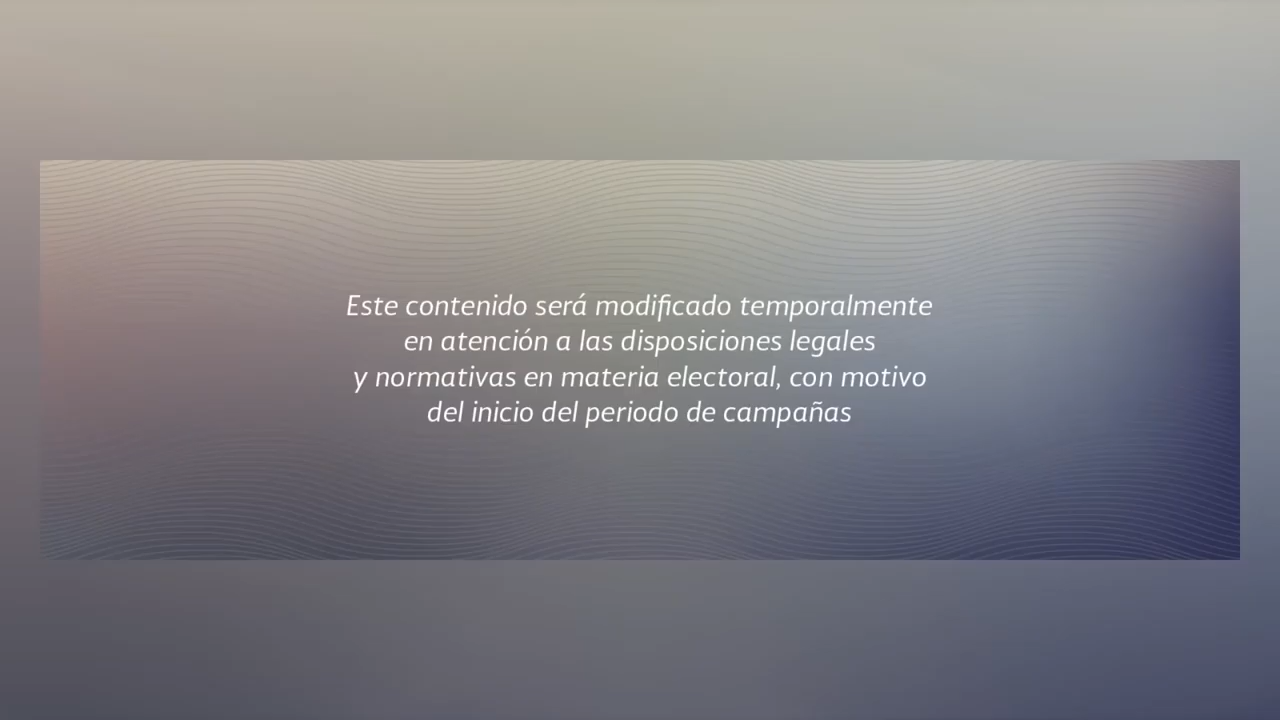 Este contenido será modificado temporalmente
en atención a las disposiciones legales
y normativas en materia electoral, con motivo
del inicio del periodo de campañas